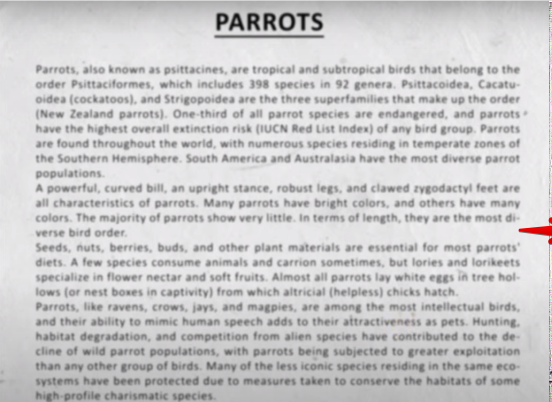 PARROTS
Parrots, also known as psittacines, are tropical and subtropical birds that belong to the
order Psittaciformes, which includes 398 species in 92 genera. Psittacoidea, Cacatu-
oidea (cockatoos), and Strigopoidea are the three superfamilies that make up the order
(New Zealand parrots). One-third of all parrot species are endangered, and parrots
have the highest overall extinction risk (IUCN Red List Index) of any bird group. Parrots
are found throughout the world, with numerous species residing in temperate zones of
the Southern Hemisphere. South America and Australasia have the most diverse parrot
populations.
A powerful, curved bill, an upright stance, robust legs, and clawed zygodactyl feet are
all characteristics of parrots. Many parrots have bright colors, and others have many
colors. The majority of parrots show very little. In terms of length, they are the most di-
verse bird order.
Seeds, nuts, berries, buds, and other plant materials are essential for most parrots'
diets. A few species consume animals and carrion sometimes, but lories and lorikeets
specialize in flower nectar and soft fruits. Almost all parrots lay white eggs in tree hol-
lows (or nest boxes in captivity) from which altricial (helpless) chicks hatch.
Parrots, like ravens, crows, jays, and magpies, are among the most intellectual birds,
and their ability to mimic human speech adds to their attractiveness as pets. Hunting,
habitat degradation, and competition from alien species have contributed to the de-
cline of wild parrot populations, with parrots being subjected to greater exploitation
than any other group of birds. Many of the less iconic species residing in the same eco-
systems have been protected due to measures taken to conserve the habitats of some
high-profile charismatic species.